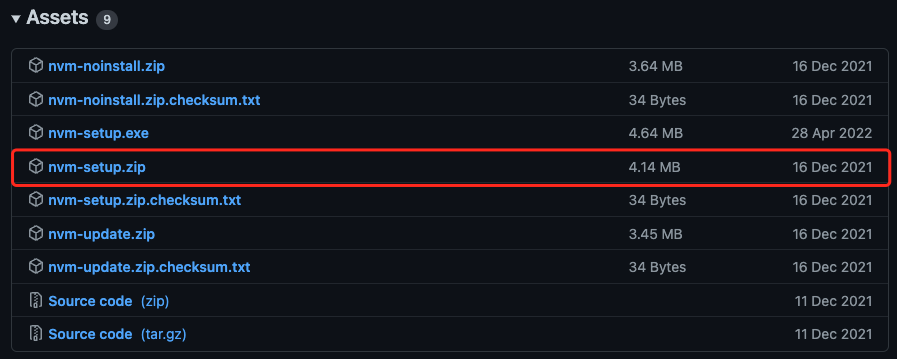 Assets 9
nvm-noinstall.zip 3.64 MB 16 Dec 2021
nvm-noinstall.zip.checksum.txt 34 Bytes 16 Dec 2021
nvm-setup.exe 4.64 MB 28 Apr 2022
nvm-setup.zip 4.14 MB 16 Dec 2021
nvm-setup.zip.checksum.txt 34 Bytes 16 Dec 2021
nvm-update.zip 3.45 MB 16 Dec 2021
nvm-update.zip.checksum.txt 34 Bytes 16 Dec 2021
Source code (zip) 11 Dec 2021
Source code (tar.gz) 11 Dec 2021